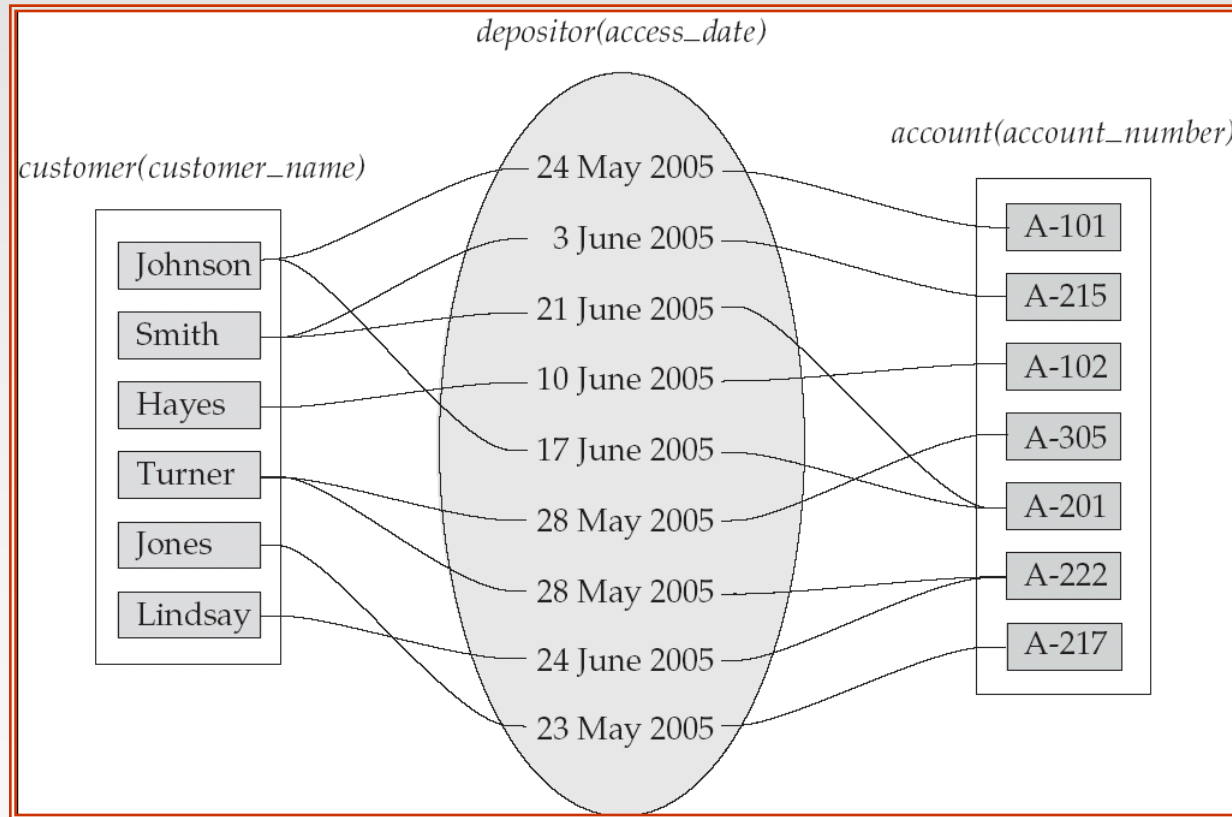 depositor(access_date)
customer(customer_name)
account(account_number)
Johnson
Smith
Hayes
Turner
Jones
Lindsay
24 May 2005
3 June 2005
21 June 2005
10 June 2005
17 June 2005
28 May 2005
28 May 2005
24 June 2005
23 May 2005
A-101
A-215
A-102
A-305
A-201
A-222
A-217